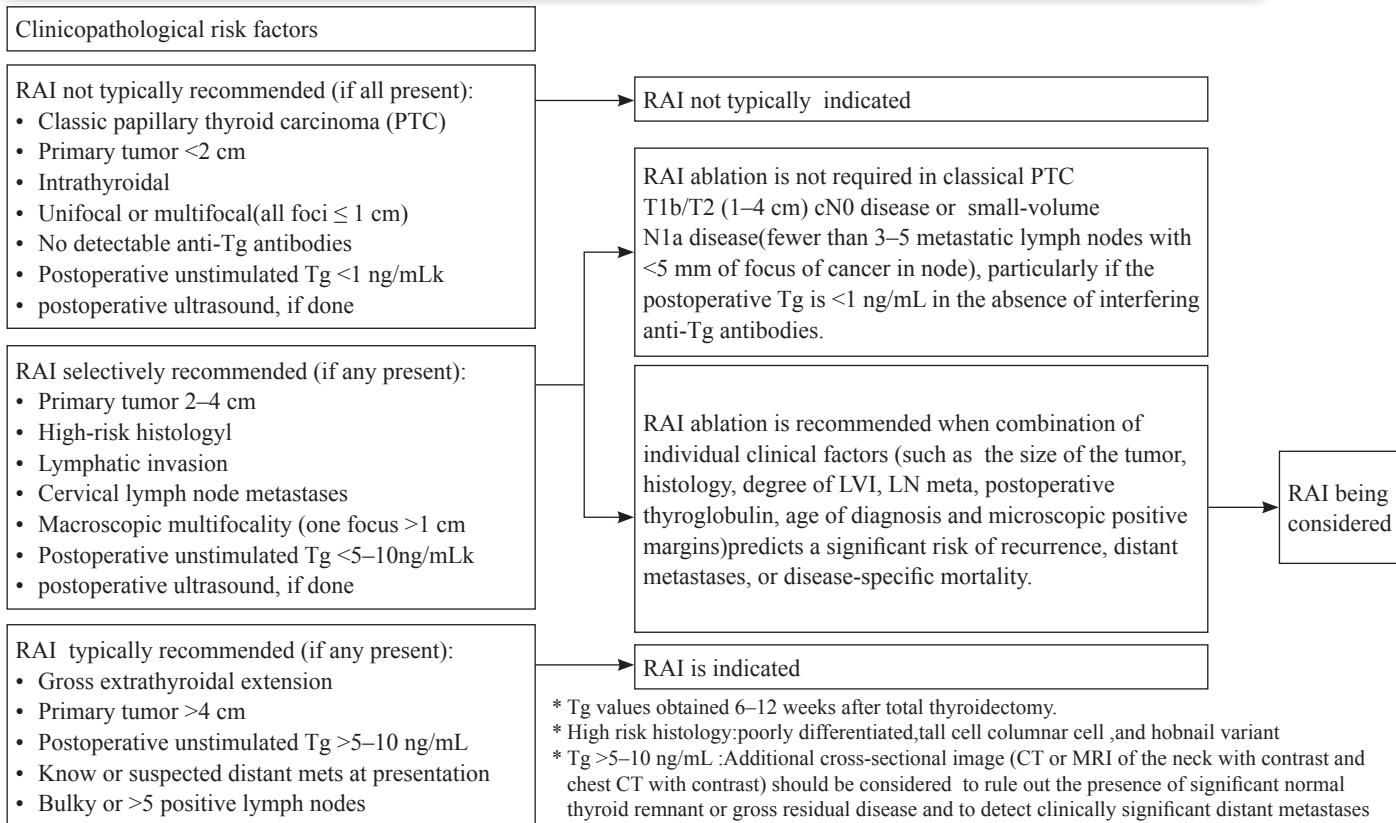 Clinicopathological risk factors
RAI not typically recommended (if all present):
• Classic papillary thyroid carcinoma (PTC)
• Primary tumor <2 cm
• Intrathyroidal
• Unifocal or multifocal(all foci ≤ 1 cm)
• No detectable anti-Tg antibodies
• Postoperative unstimulated Tg <1 ng/mLk
• postoperative ultrasound, if done
RAI not typically indicated
RAI ablation is not required in classical PTC
T1b/T2 (1–4 cm) cN0 disease or small-volume
N1a disease(fewer than 3–5 metastatic lymph nodes with
<5 mm of focus of cancer in node), particularly if the
postoperative Tg is <1 ng/mL in the absence of interfering
anti-Tg antibodies.
RAI selectively recommended (if any present):
• Primary tumor 2–4 cm
• High-risk histologyl
• Lymphatic invasion
• Cervical lymph node metastases
• Macroscopic multifocality (one focus >1 cm
• Postoperative unstimulated Tg <5–10ng/mLk
• postoperative ultrasound, if done
RAI ablation is recommended when combination of
individual clinical factors (such as the size of the tumor,
histology, degree of LVI, LN meta, postoperative
thyroglobulin, age of diagnosis and microscopic positive
margins)predicts a significant risk of recurrence, distant
metastases, or disease-specific mortality.
RAI being
considered
RAI typically recommended (if any present):
• Gross extrathyroidal extension
• Primary tumor >4 cm
• Postoperative unstimulated Tg >5–10 ng/mL
• Know or suspected distant mets at presentation
• Bulky or >5 positive lymph nodes
RAI is indicated
* Tg values obtained 6–12 weeks after total thyroidectomy.
* High risk histology:poorly differentiated,tall cell columnar cell ,and hobnail variant
* Tg >5–10 ng/mL :Additional cross-sectional image (CT or MRI of the neck with contrast and
chest CT with contrast) should be considered to rule out the presence of significant normal
thyroid remnant or gross residual disease and to detect clinically significant distant metastases